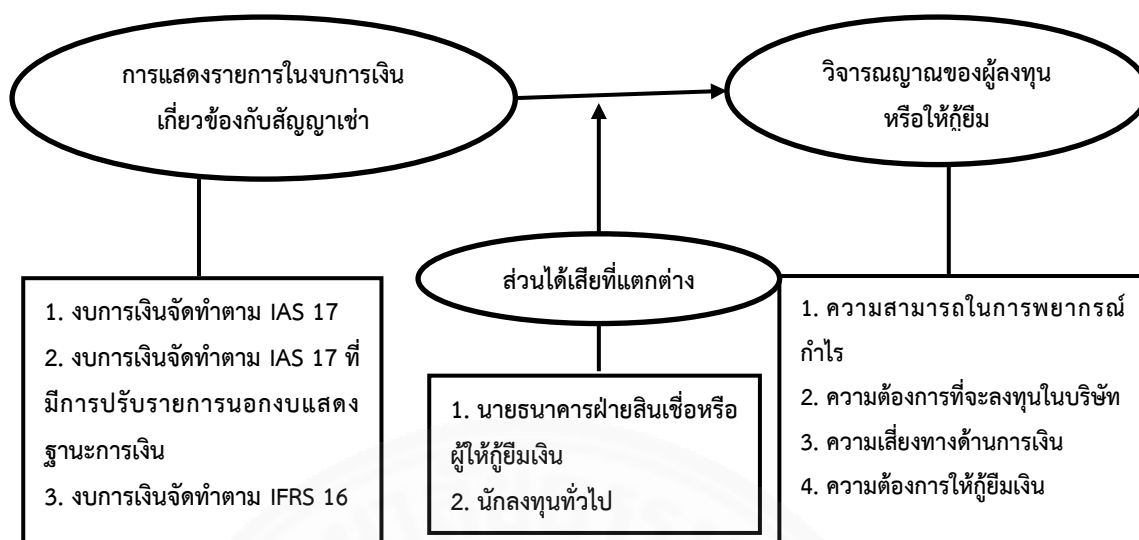 การแสดงรายการในงบการเงิน
เกี่ยวข้องกับสัญญาเช่า
วิจารณญาณของผู้ลงทุน
หรือให้กู้ยืม
ส่วนได้เสียที่แตกต่าง
1. งบการเงินจัดทำตาม IAS 17
2. งบการเงินจัดทำตาม IAS 17 ที่
มีการปรับรายการนอกงบแสดง
ฐานะการเงิน
3. งบการเงินจัดทำตาม IFRS 16
1. นายธนาคารฝ่ายสินเชื่อหรือ
ผู้ให้กู้ยืมเงิน
2. นักลงทุนทั่วไป
1. ความสามารถในการพยากรณ์
กำไร
2. ความต้องการที่จะลงทุนในบริษัท
3. ความเสี่ยงทางด้านการเงิน
4. ความต้องการให้กู้ยืมเงิน